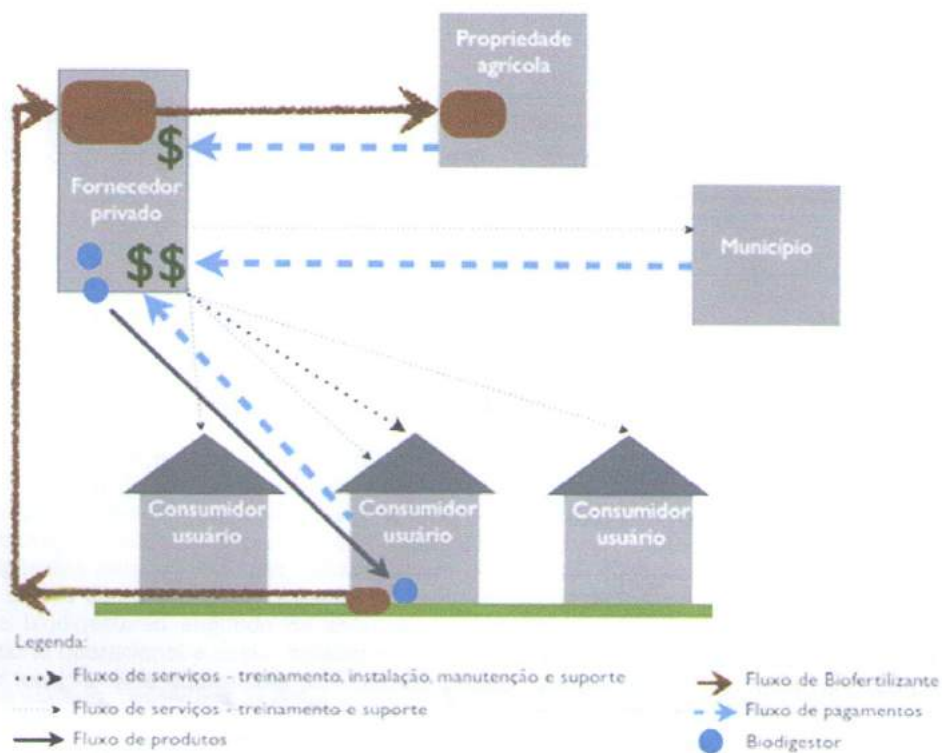 Propriedade
agrícola
$
Fornecedor
privado
$$
Município
Consumidor
usuário
Consumidor
usuário
Consumidor
usuário
Legenda:
Fluxo de serviços - treinamento, instalação, manutenção e suporte
Fluxo de serviços - treinamento e suporte
Fluxo de produtos
Fluxo de Biofertilizante
Fluxo de pagamentos
Biodigestor